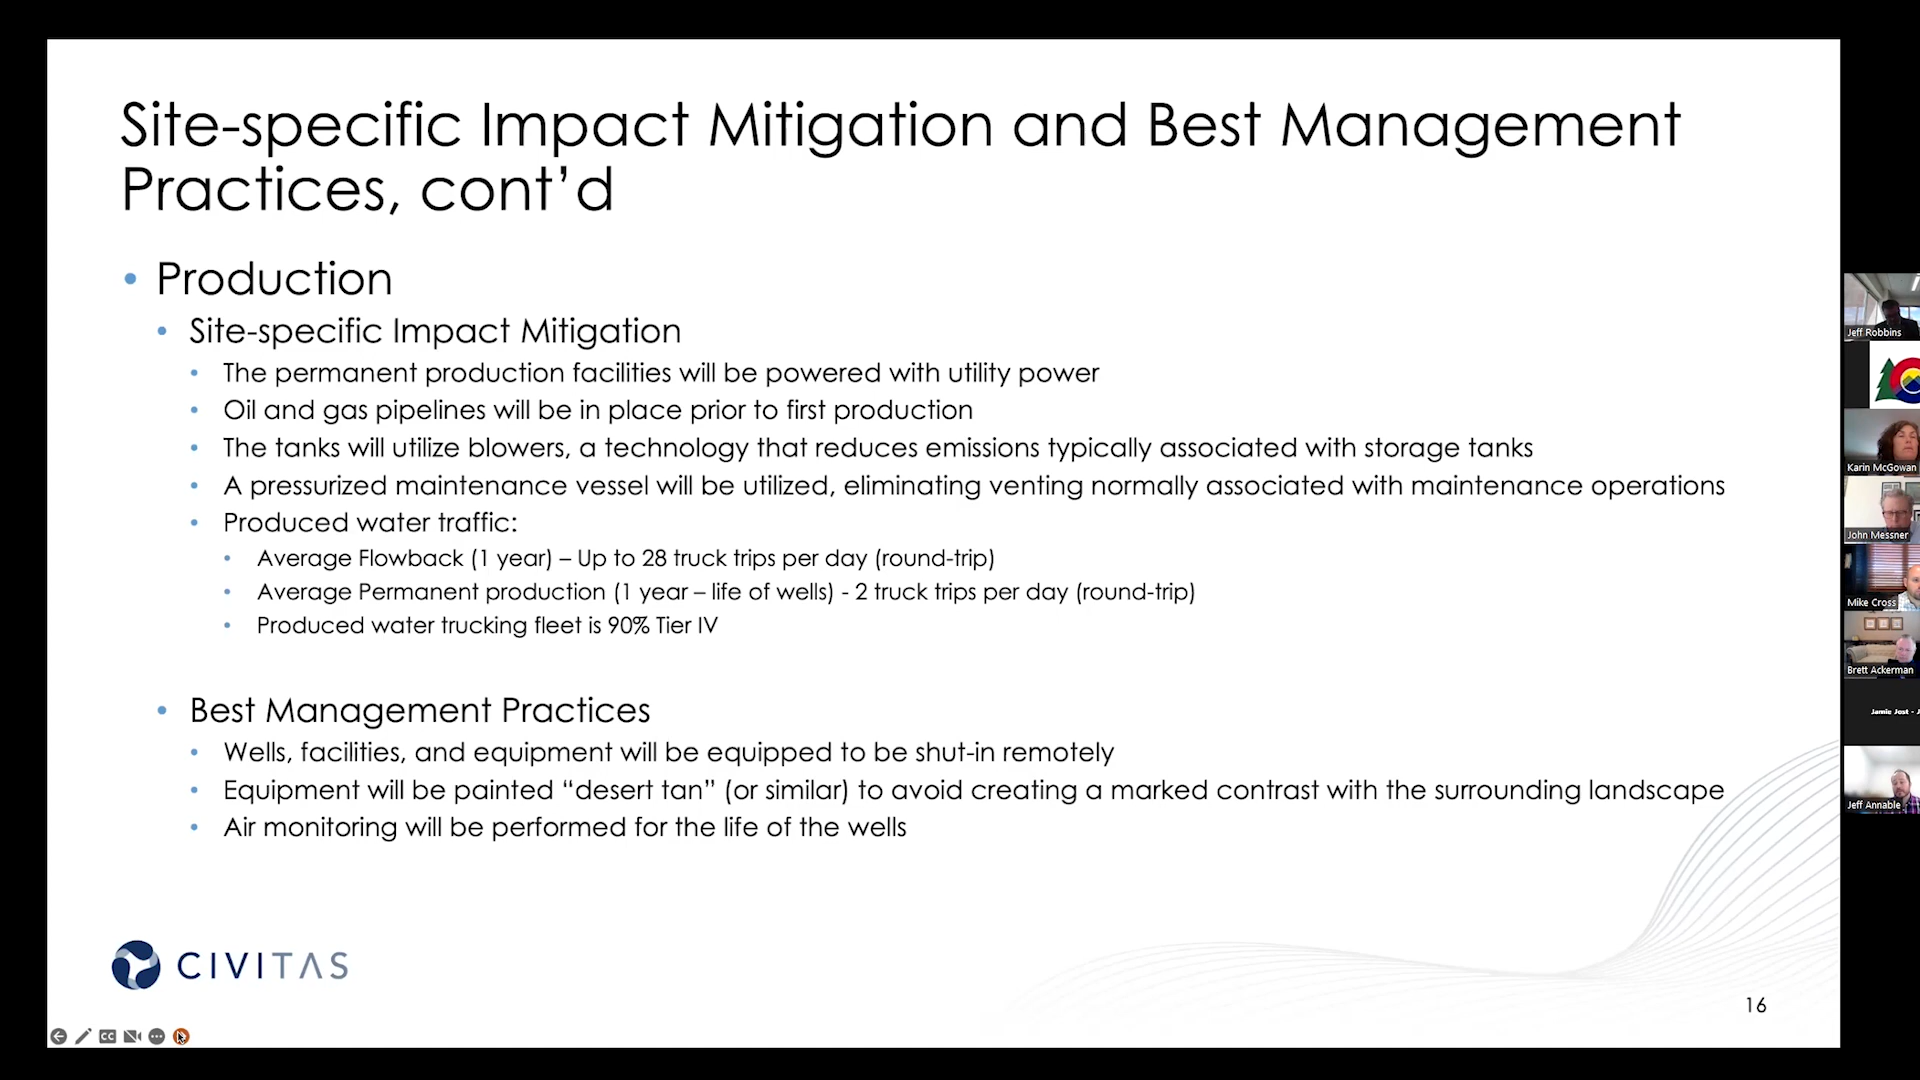 Site-specific Impact Mitigation and Best Management
Practices, cont’d
• Production
• Site-specific Impact Mitigation
• The permanent production facilities will be powered with utility power
• Oil and gas pipelines will be in place prior to first production
• The tanks will utilize blowers, a technology that reduces emissions typically associated with storage tanks
• A pressurized maintenance vessel will be utilized, eliminating venting normally associated with maintenance operations
• Produced water traffic:
• Average Flowback (1 year) – Up to 28 truck trips per day (round-trip)
• Average Permanent production (1 year – life of wells) - 2 truck trips per day (round-trip)
• Produced water trucking fleet is 90% Tier IV
• Best Management Practices
• Wells, facilities, and equipment will be equipped to be shut-in remotely
• Equipment will be painted “desert tan” (or similar) to avoid creating a marked contrast with the surrounding landscape
• Air monitoring will be performed for the life of the wells
CIVITAS
16
CC
Jeff Robbins
Karin McGowan
John Messner
Mike Cross
Brett Ackerman
Jamie Jost - J
Jeff Annable